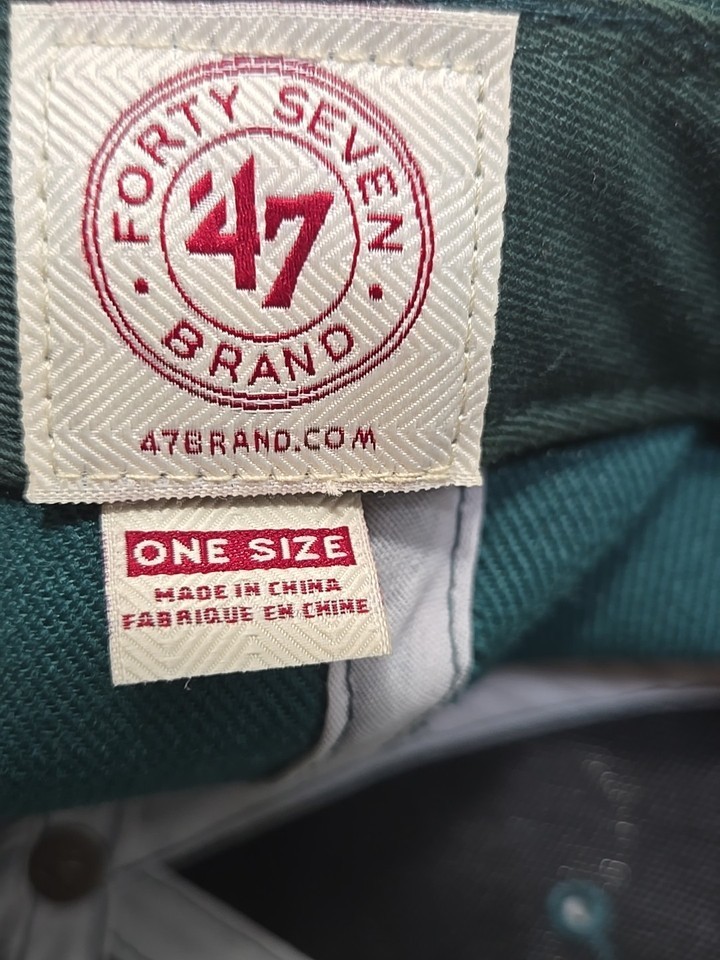 FORTY SEVEN
47
BRAND
47BRAND.COM
ONE SIZE
MADE IN CHINA
FABRIQUE EN CHINE